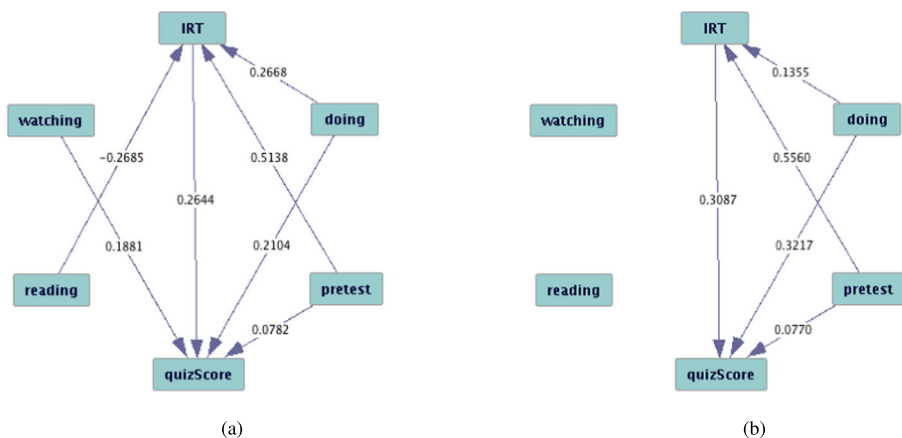 IRT
0.2668
watching
doing
-0.2685
0.5138
0.2644
0.1881
0.2104
reading
pretest
0.0782
quizScore
(a)
IRT
0.1355
watching
doing
0.5560
0.3087
0.3217
reading
pretest
0.0770
quizScore
(b)